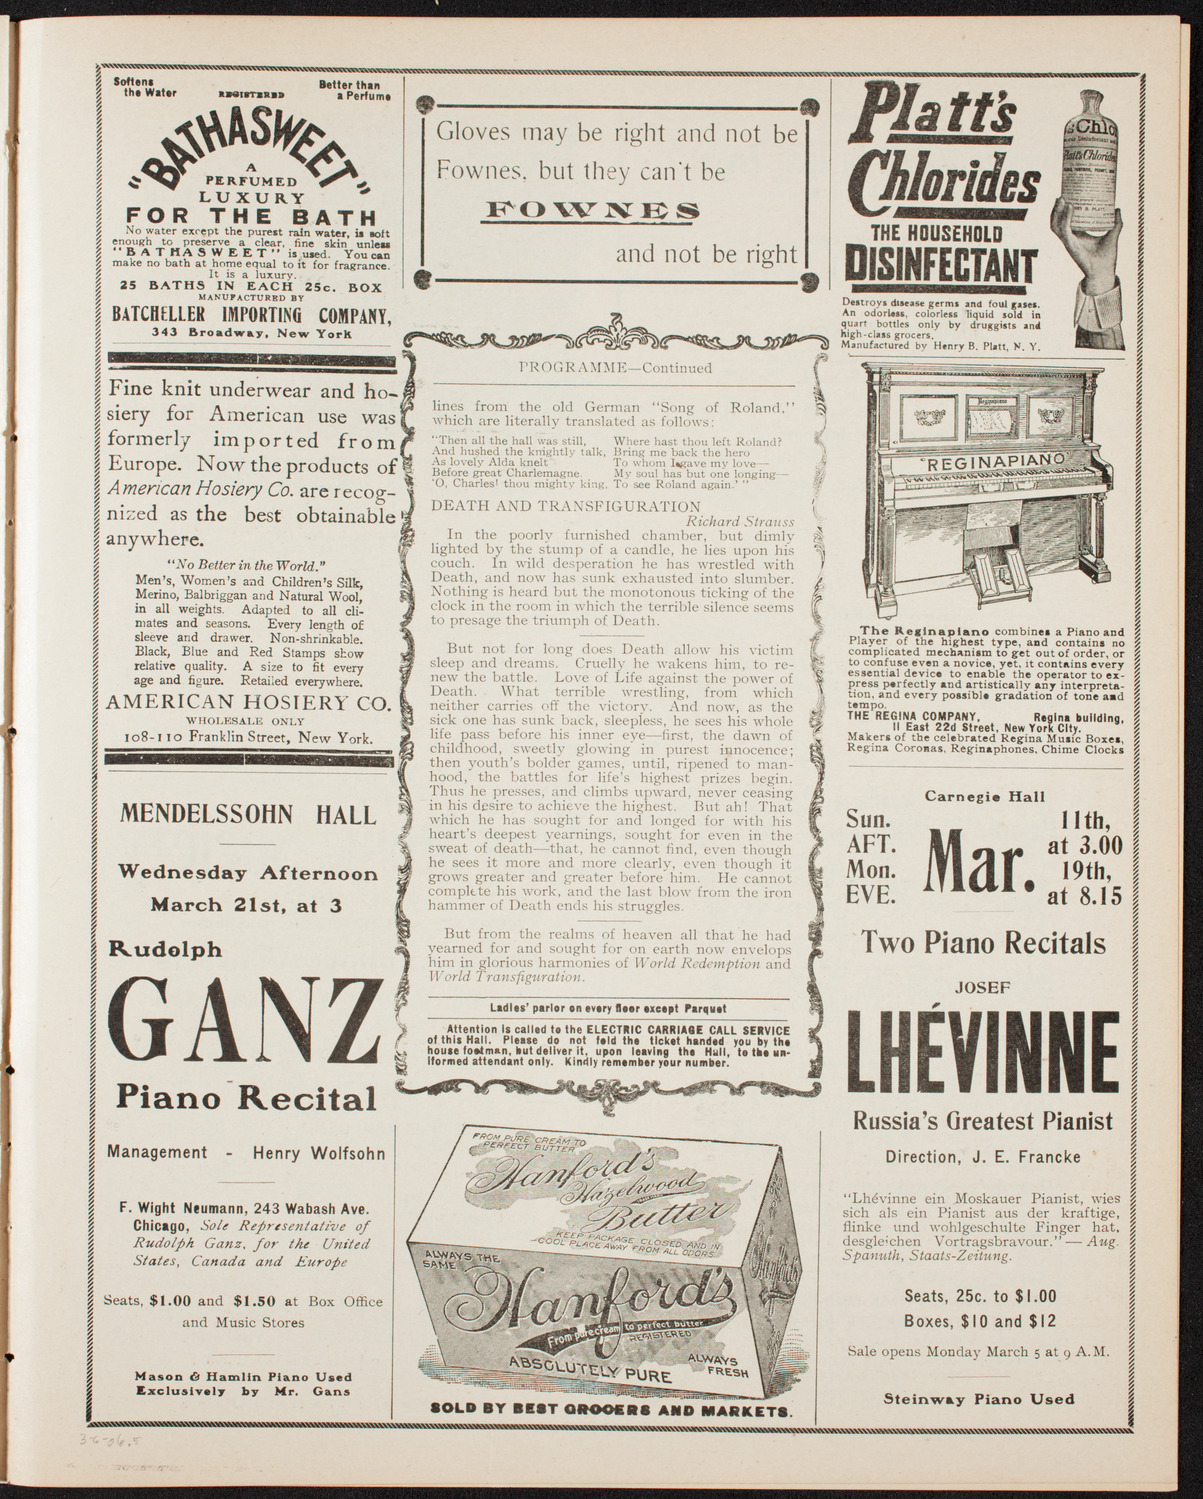 Softens
the Water
REGISTERED
Better than
a Perfume
"BATHASWEET"
A
PERFUMED
LUXURY
FOR THE BATH
No water except the purest rain water, is soft
enough to preserve a clear, fine skin unless
"BATHASWEET" is used. You can
make no bath at home equal to it for fragrance.
It is a luxury.
25 BATHS IN EACH 25c. BOX
MANUFACTURED BY
BATCHELLER IMPORTING COMPANY,
343 Broadway, New York
Fine knit underwear and ho-
siery for American use was
formerly imported from
Europe. Now the products of
American Hosiery Co. are recog-
nized as the best obtainable
anywhere.
"No Better in the World."
Men's, Women's and Children's Silk,
Merino, Balbriggan and Natural Wool,
in all weights. Adapted to all cli-
mates and seasons. Every length of
sleeve and drawer. Non-shrinkable.
Black, Blue and Red Stamps show
relative quality. A size to fit every
age and figure. Retailed everywhere.
AMERICAN HOSIERY CO.
WHOLESALE ONLY
108-110 Franklin Street, New York.
MENDELSSOHN HALL
Wednesday Afternoon
March 21st, at 3
Rudolph
GANZ
Piano Recital
Management - Henry Wolfsohn
F. Wight Neumann, 243 Wabash Ave.
Chicago, Sole Representative of
Rudolph Ganz, for the United
States, Canada and Europe
Seats, $1.00 and $1.50 at Box Office
and Music Stores
Mason & Hamlin Piano Used
Exclusively by Mr. Gans
Gloves may be right and not be
Fownes, but they can't be
FOWNES
and not be right
PROGRAMME—Continued
lines from the old German "Song of Roland,"
which are literally translated as follows:
"Then all the hall was still,
And hushed the knightly talk,
As lovely Alda knelt
Before great Charlemagne.
'O, Charles! thou mighty king,
Where hast thou left Roland?
Bring me back the hero
To whom I gave my love—
My soul has but one longing—
To see Roland again.' "
DEATH AND TRANSFIGURATION
Richard Strauss
In the poorly furnished chamber, but dimly
lighted by the stump of a candle, he lies upon his
couch. In wild desperation he has wrestled with
Death, and now has sunk exhausted into slumber.
Nothing is heard but the monotonous ticking of the
clock in the room in which the terrible silence seems
to presage the triumph of Death.
But not for long does Death allow his victim
sleep and dreams. Cruelly he wakens him, to re-
new the battle. Love of Life against the power of
Death. What terrible wrestling, from which
neither carries off the victory. And now, as the
sick one has sunk back, sleepless, he sees his whole
life pass before his inner eye—first, the dawn of
childhood, sweetly glowing in purest innocence;
then youth's bolder games, until, ripened to man-
hood, the battles for life's highest prizes begin.
Thus he presses, and climbs upward, never ceasing
in his desire to achieve the highest. But ah! That
which he has sought for and longed for with his
heart's deepest yearnings, sought for even in the
sweat of death—that, he cannot find, even though
he sees it more and more clearly, even though it
grows greater and greater before him. He cannot
complete his work, and the last blow from the iron
hammer of Death ends his struggles.
But from the realms of heaven all that he had
yearned for and sought for on earth now envelops
him in glorious harmonies of World Redemption and
World Transfiguration.
Ladies' parlor on every floor except Parquet
Attention is called to the ELECTRIC CARRIAGE CALL SERVICE
of this Hall. Please do not fold the ticket handed you by the
house footman, but deliver it, upon leaving the Hall, to the un-
iformed attendant only. Kindly remember your number.
FROM PURE CREAM TO
PERFECT BUTTER
Hanford's
Hazelwood
Butter
KEEP PACKAGE CLOSED AND IN
COOL PLACE AWAY FROM ALL ODORS
ALWAYS THE
SAME
Hanford's
From pure cream to perfect butter
REGISTERED
ABSOLUTELY PURE
ALWAYS
FRESH
Hanford's
SOLD BY BEST GROCERS AND MARKETS.
Platt's
Chlorides
THE HOUSEHOLD
DISINFECTANT
s Chlo
Platt's Chlorides
Destroys disease germs and foul gases.
An odorless, colorless liquid sold in
quart bottles only by druggists and
high-class grocers.
Manufactured by Henry B. Platt, N. Y.
Reginapiano
REGINAPIANO
The Reginapiano combines a Piano and
Player of the highest type, and contains no
complicated mechanism to get out of order, or
to confuse even a novice, yet, it contains every
essential device to enable the operator to ex-
press perfectly and artistically any interpreta-
tion, and every possible gradation of tone and
tempo.
THE REGINA COMPANY, Regina building,
11 East 22d Street, New York City.
Makers of the celebrated Regina Music Boxes,
Regina Coronas, Reginaphones, Chime Clocks
Carnegie Hall
Sun.
AFT.
Mon.
EVE.
Mar.
11th,
at 3.00
19th,
at 8.15
Two Piano Recitals
JOSEF
LHÉVINNE
Russia's Greatest Pianist
Direction, J. E. Francke
"Lhévinne ein Moskauer Pianist, wies
sich als ein Pianist aus der kraftige,
flinke und wohlgeschulte Finger hat,
desgleichen Vortragsbravour."—Aug.
Spanuth, Staats-Zeitung.
Seats, 25c. to $1.00
Boxes, $10 and $12
Sale opens Monday March 5 at 9 A.M.
Steinway Piano Used
3-6-06.5